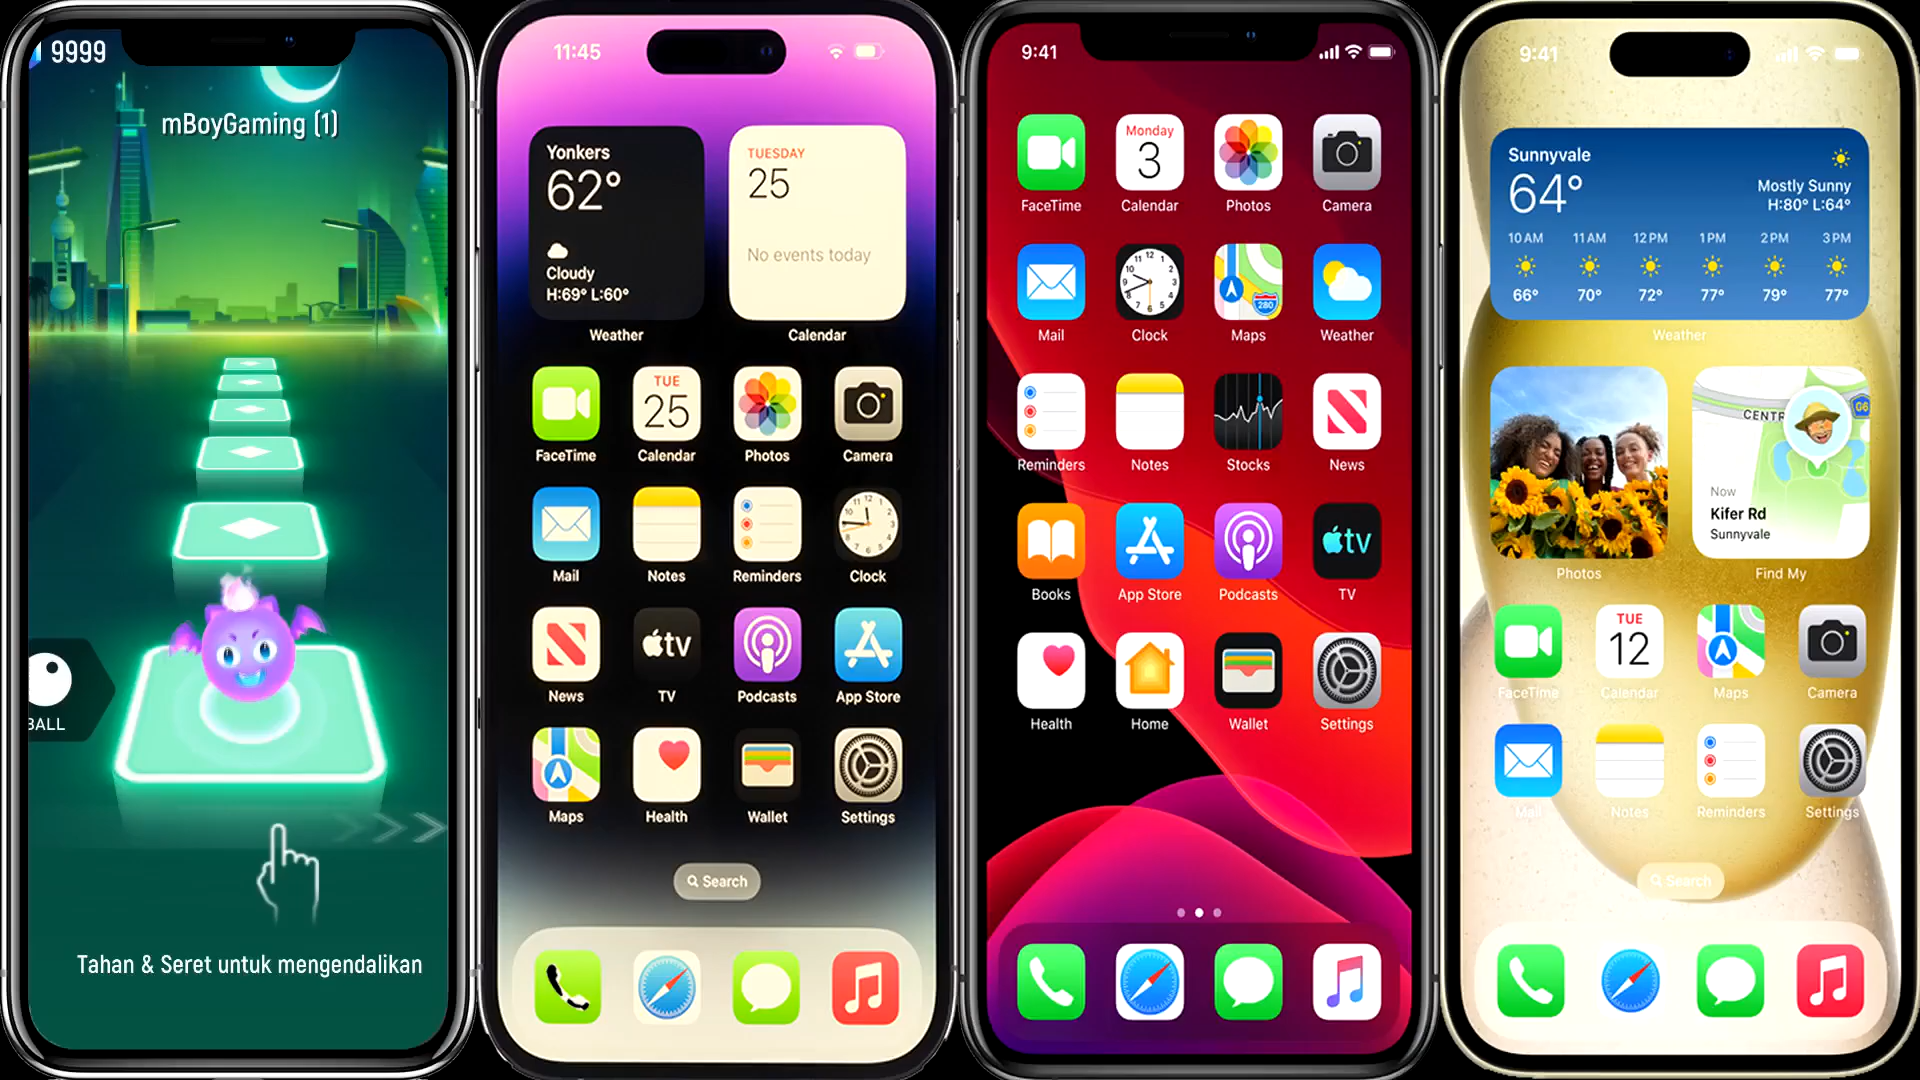 9999
mBoyGaming (1)
BALL
Tahan & Seret untuk mengendalikan
11:45
Yonkers
62°
Cloudy
H:69° L:60°
Weather
TUESDAY
25
No events today
Calendar
FaceTime
TUE
25
Calendar
Photos
Camera
Mail
Notes
Reminders
Clock
News
tv
TV
Podcasts
App Store
Maps
Health
Wallet
Settings
Search
9:41
FaceTime
Monday
3
Calendar
Photos
Camera
Mail
Clock
280
Maps
Weather
Reminders
Notes
Stocks
News
Books
App Store
Podcasts
tv
TV
Health
Home
Wallet
Settings
9:41
Sunnyvale
64°
Mostly Sunny
H:80° L:64°
10 AM 11 AM 12 PM 1 PM 2 PM 3 PM
66° 70° 72° 77° 79° 77°
Weather
Photos
CENTR
G6
Now
Kifer Rd
Sunnyvale
Find My
FaceTime
TUE
12
Calendar
Maps
Camera
Mail
Notes
Reminders
Settings
Search